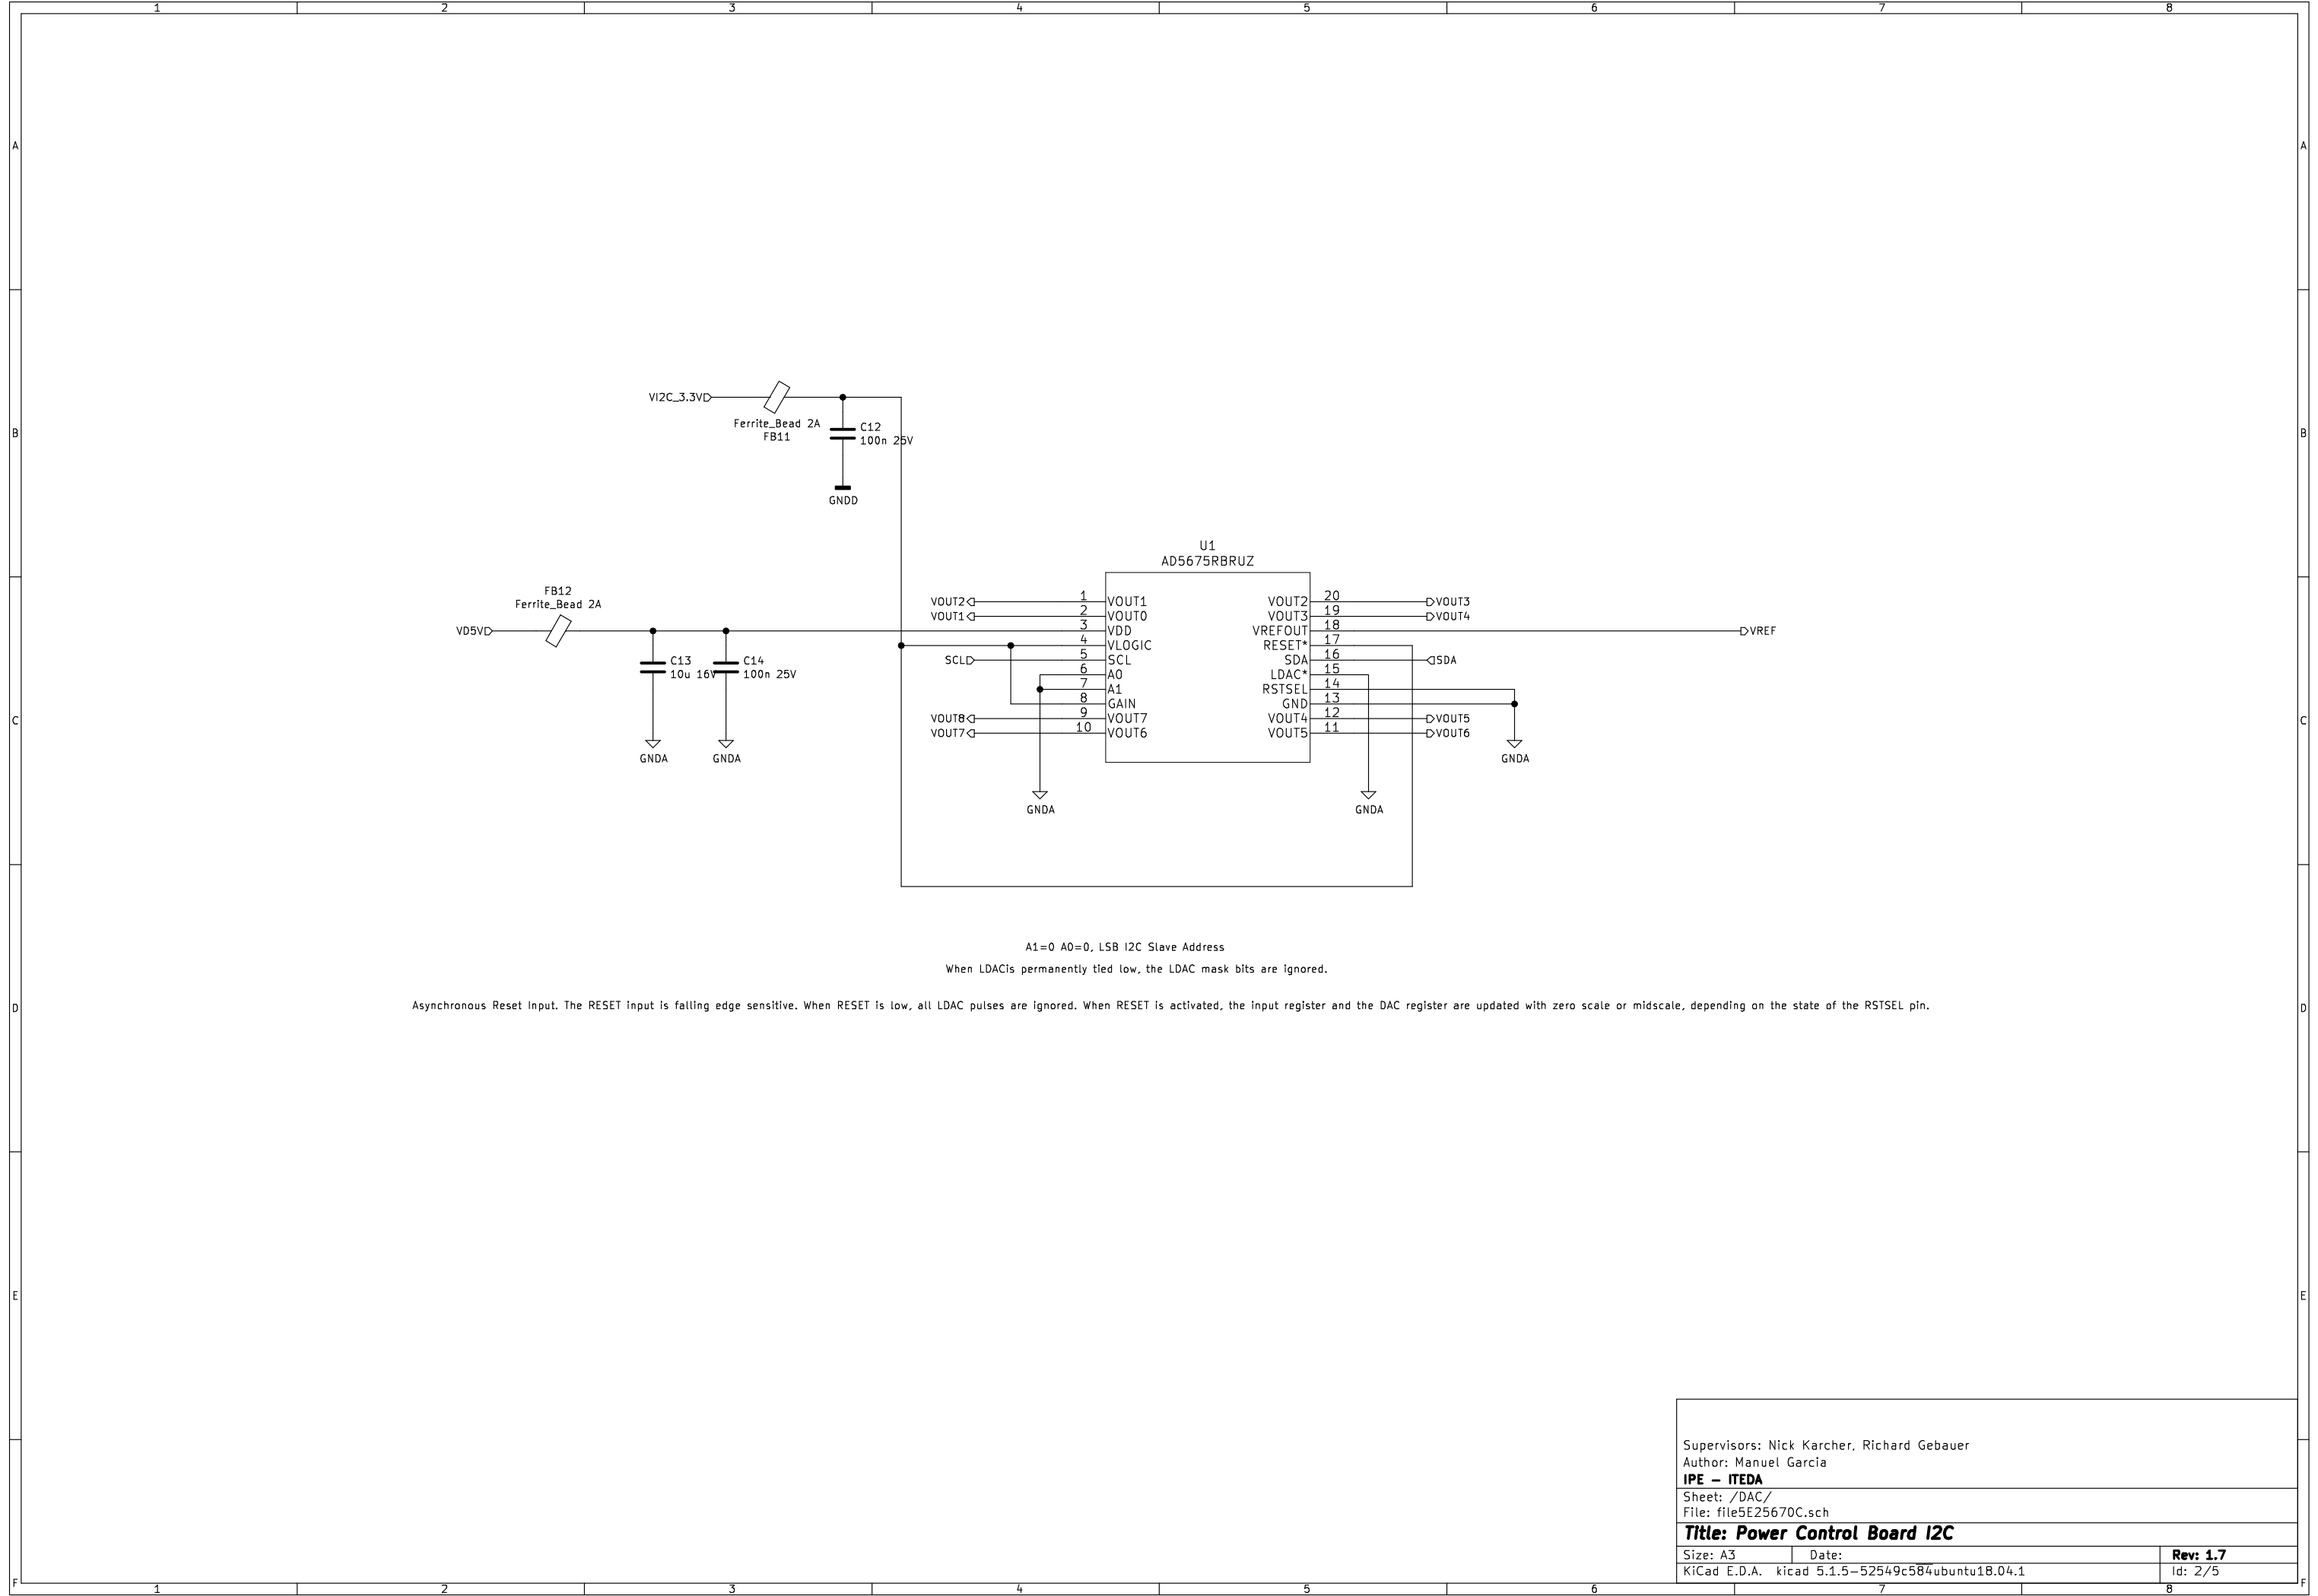 1 2 3 4 5 6 7 8
A A
VI2C_3.3V
Ferrite_Bead 2A
FB11
C12
100n 25V
B B
GNDD
U1
AD5675RBRUZ
FB12
Ferrite_Bead 2A
VOUT2 1 VOUT1 VOUT2 20 VOUT3
VOUT1 2 VOUT0 VOUT3 19 VOUT4
VD5V 3 VDD VREFOUT 18 VREF
4 VLOGIC RESET* 17
C13 C14 SCL 5 SCL SDA 16 SDA
10u 16V 100n 25V 6 A0 LDAC* 15
7 A1 RSTSEL 14
8 GAIN GND 13
C VOUT8 9 VOUT7 VOUT4 12 VOUT5 C
VOUT7 10 VOUT6 VOUT5 11 VOUT6
GNDA GNDA GNDA
GNDA GNDA
A1=0 A0=0, LSB I2C Slave Address
When LDACis permanently tied low, the LDAC mask bits are ignored.
D Asynchronous Reset Input. The RESET input is falling edge sensitive. When RESET is low, all LDAC pulses are ignored. When RESET is activated, the input register and the DAC register are updated with zero scale or midscale, depending on the state of the RSTSEL pin. D
E E
Supervisors: Nick Karcher, Richard Gebauer
Author: Manuel Garcia
IPE - ITEDA
Sheet: /DAC/
File: file5E25670C.sch
Title: Power Control Board I2C
Size: A3 Date: Rev: 1.7
KiCad E.D.A. kicad 5.1.5-52549c584ubuntu18.04.1 Id: 2/5
F F
1 2 3 4 5 6 7 8